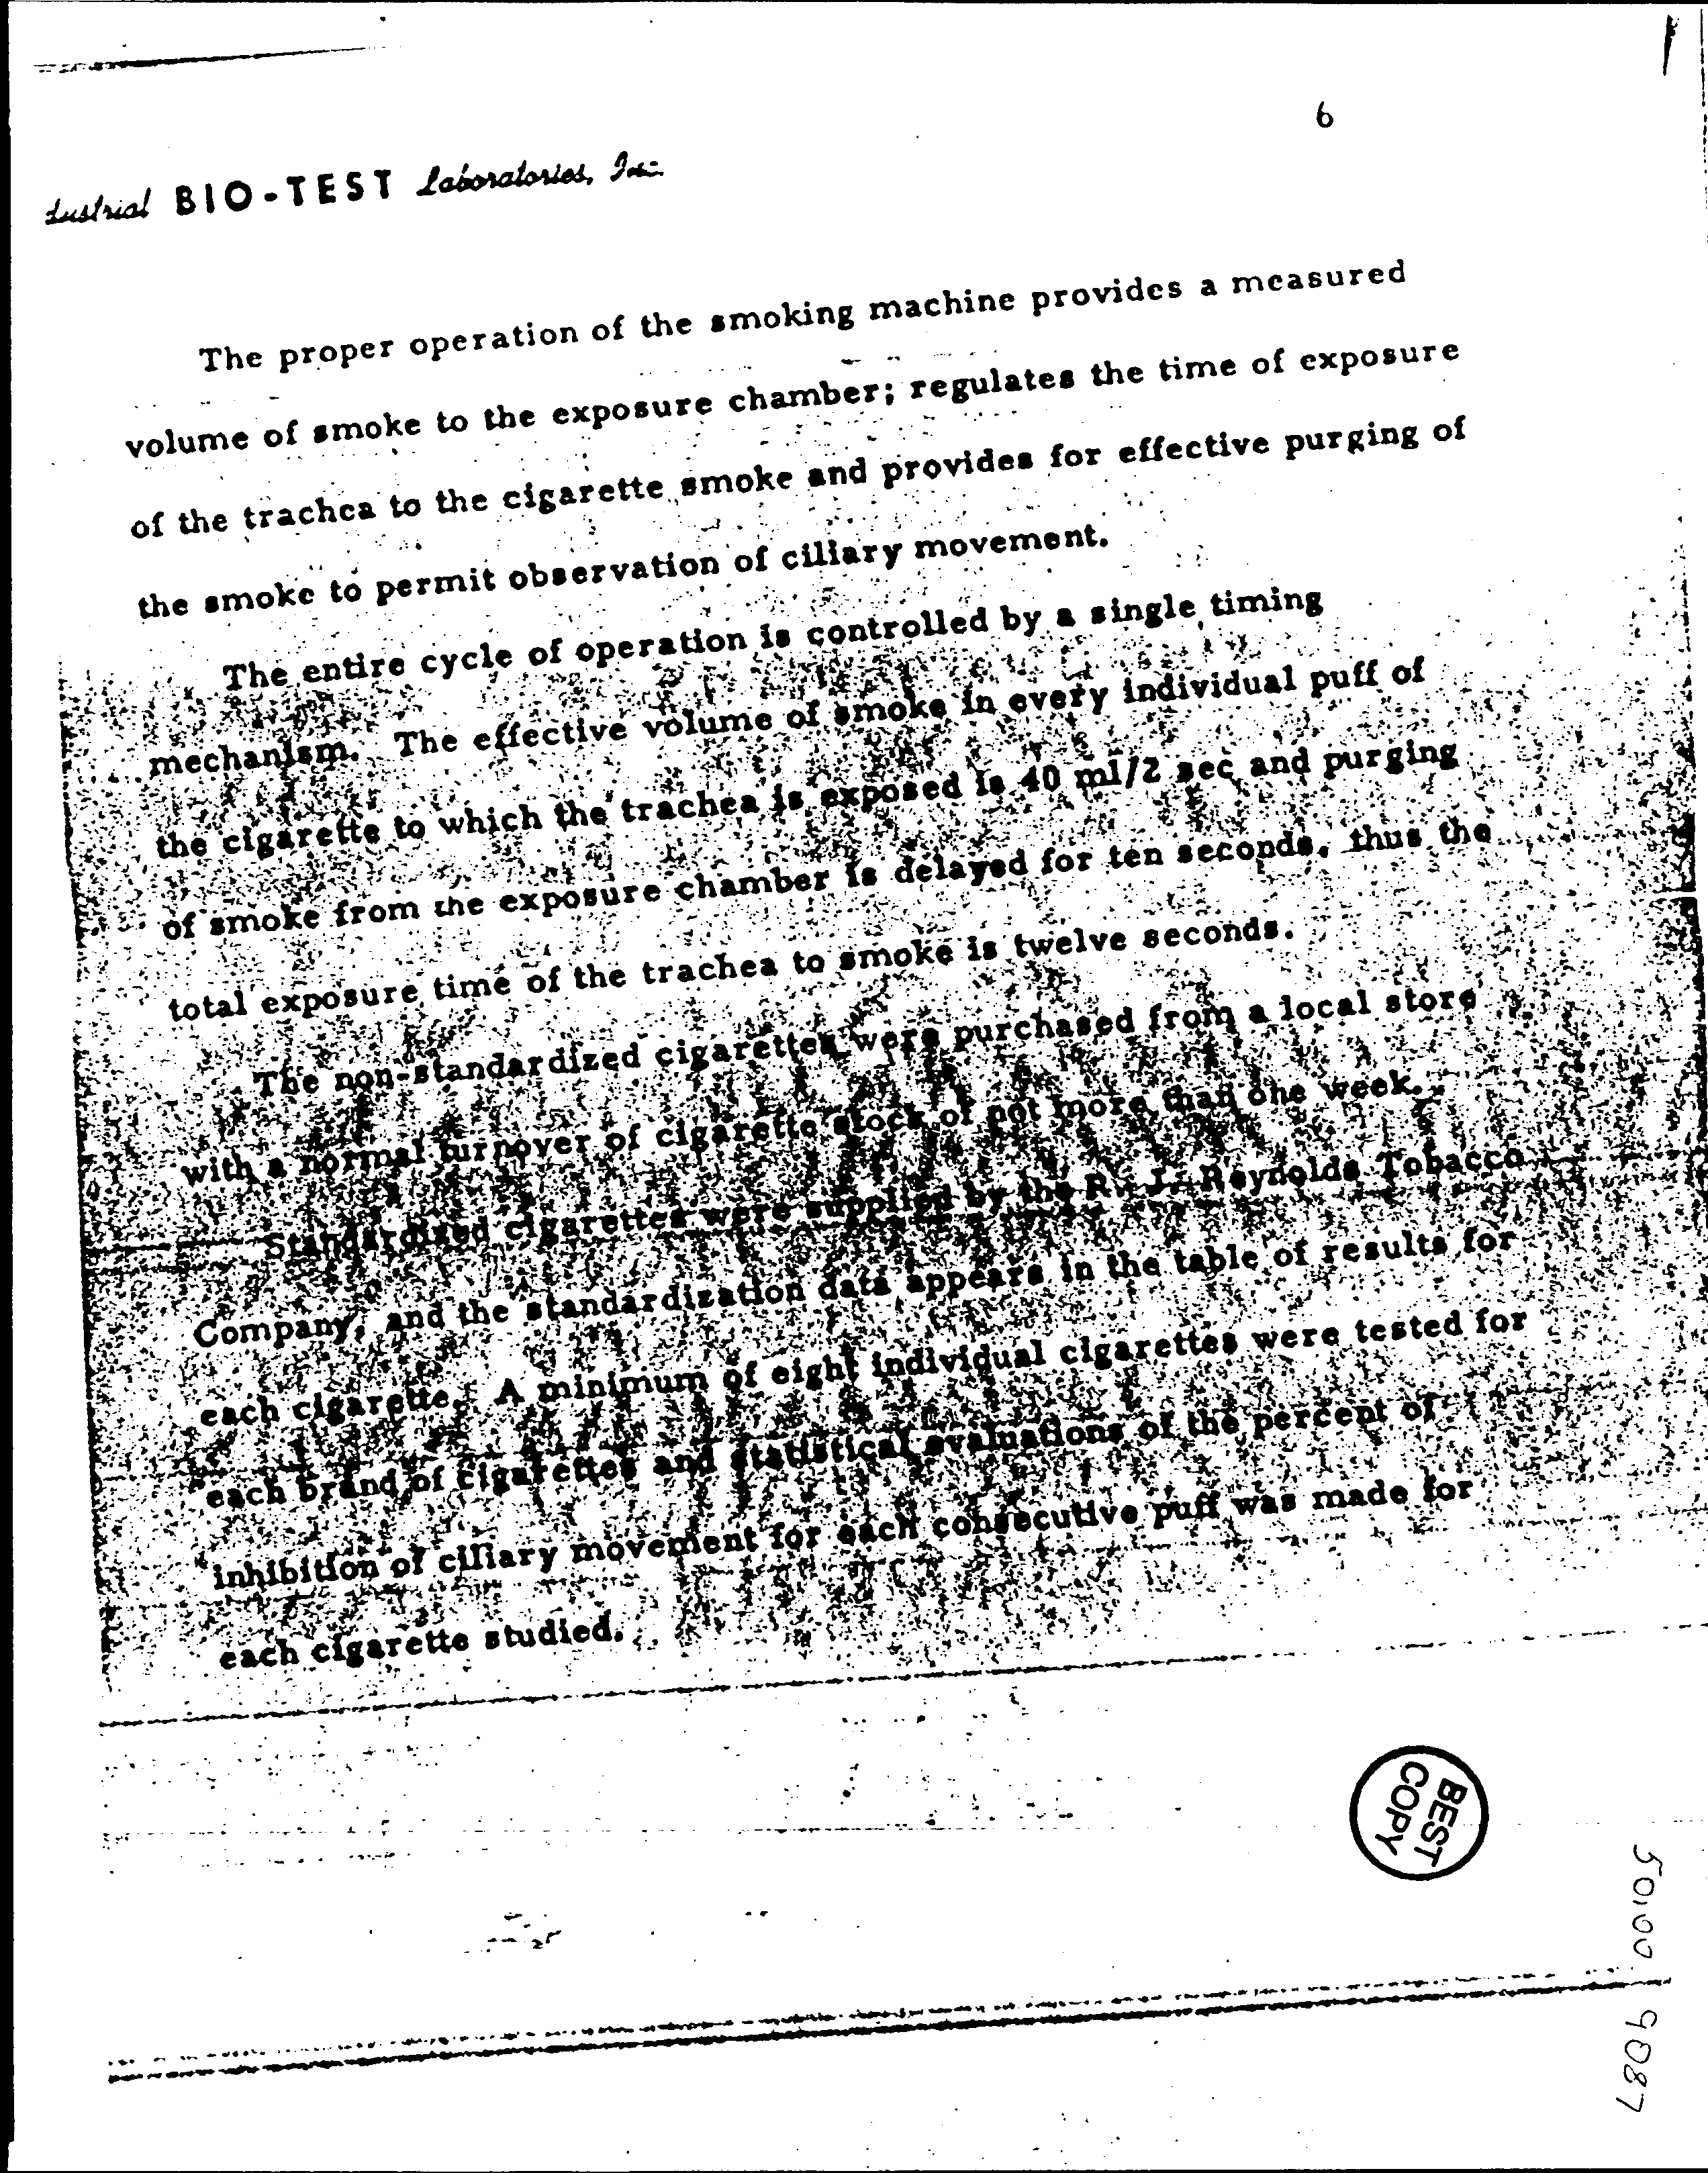 6
dustrial BIO-TEST Laboratories, Inc.
The proper operation of the smoking machine provides a measured
volume of smoke to the exposure chamber; regulates the time of exposure
of the trachea to the cigarette smoke and provides for effective purging of
the smoke to permit observation of ciliary movement.
The entire cycle of operation is controlled by a single timing
mechanism. The effective volume of smoke in every individual puff of
the cigarette to which the trachea is exposed is 40 ml/2 sec and purging
of smoke from the exposure chamber is delayed for ten seconds, thus the
total exposure time of the trachea to smoke is twelve seconds.
The non-standardized cigarettes were purchased from a local store
with a normal turnover of cigarette stock of not more than one week.
Standardized cigarettes were supplied by the R. J. Reynolds Tobacco
Company, and the standardization data appears in the table of results for
each cigarette. A minimum of eight individual cigarettes were tested for
each brand of cigarettes and statistical evaluations of the percent of
inhibition of ciliary movement for each consecutive puff was made for
each cigarette studied.
BEST
COPY
50100 9087